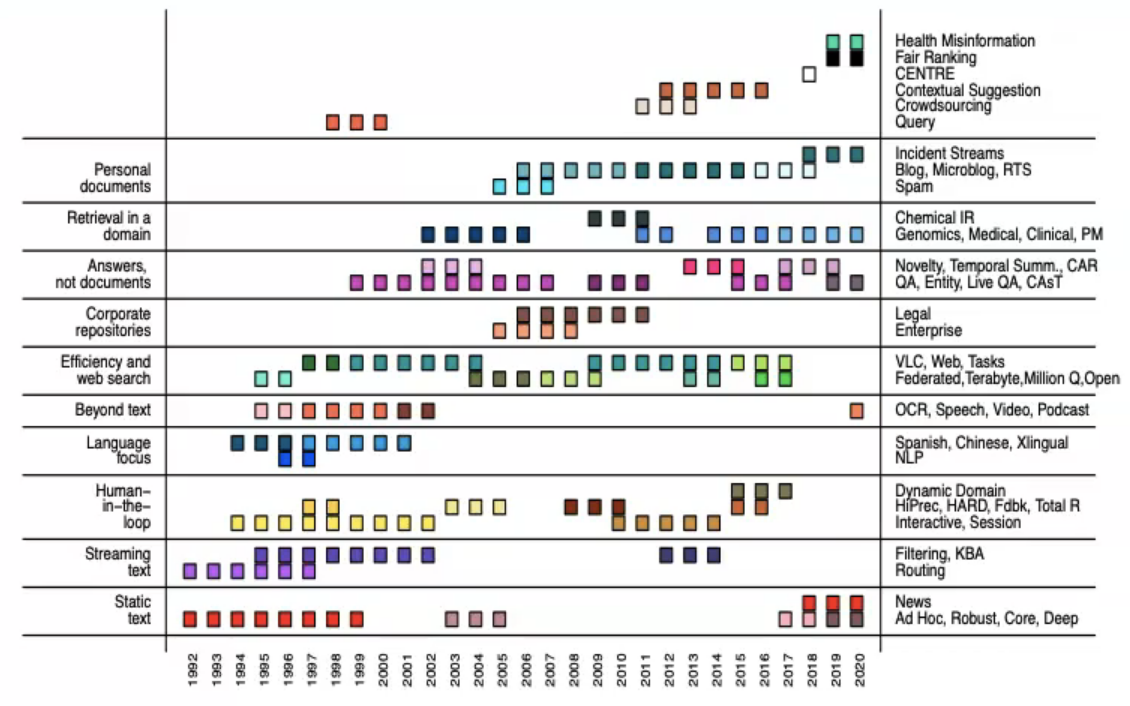 Health Misinformation
Fair Ranking
CENTRE
Contextual Suggestion
Crowdsourcing
Query
Personal
documents
Incident Streams
Blog, Microblog, RTS
Spam
Retrieval in a
domain
Chemical IR
Genomics, Medical, Clinical, PM
Answers,
not documents
Novelty, Temporal Summ., CAR
QA, Entity, Live QA, CAsT
Corporate
repositories
Legal
Enterprise
Efficiency and
web search
VLC, Web, Tasks
Federated,Terabyte,Million Q,Open
Beyond text
OCR, Speech, Video, Podcast
Language
focus
Spanish, Chinese, Xlingual
NLP
Human–
in–the–
loop
Dynamic Domain
HiPrec, HARD, Fdbk, Total R
Interactive, Session
Streaming
text
Filtering, KBA
Routing
Static
text
News
Ad Hoc, Robust, Core, Deep
1992
1993
1994
1995
1996
1997
1998
1999
2000
2001
2002
2003
2004
2005
2006
2007
2008
2009
2010
2011
2012
2013
2014
2015
2016
2017
2018
2019
2020